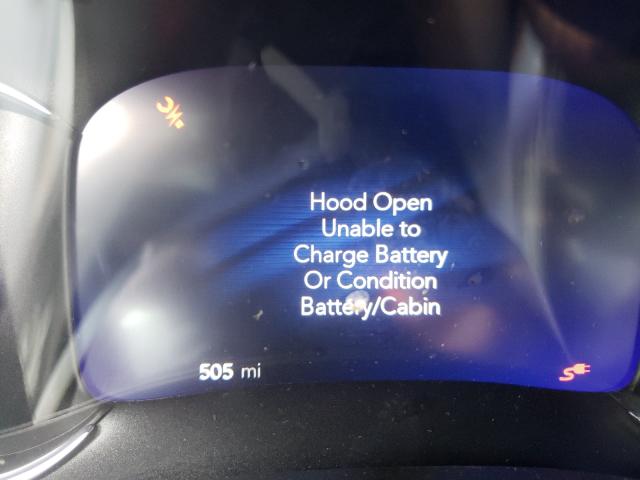 Hood Open
Unable to
Charge Battery
Or Condition
Battery/Cabin
505 mi